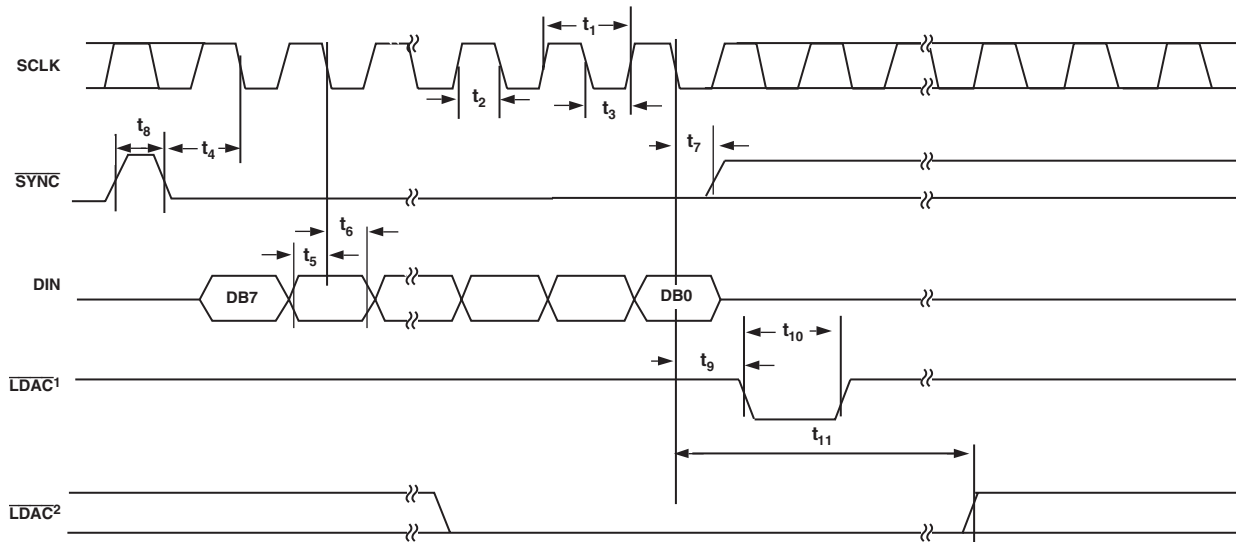 t₁
SCLK
t₂
t₃
t₈
t₄
t₇
SYNC
t₆
t₅
DIN
DB7
DB0
t₁₀
t₉
LDAC¹
t₁₁
LDAC²